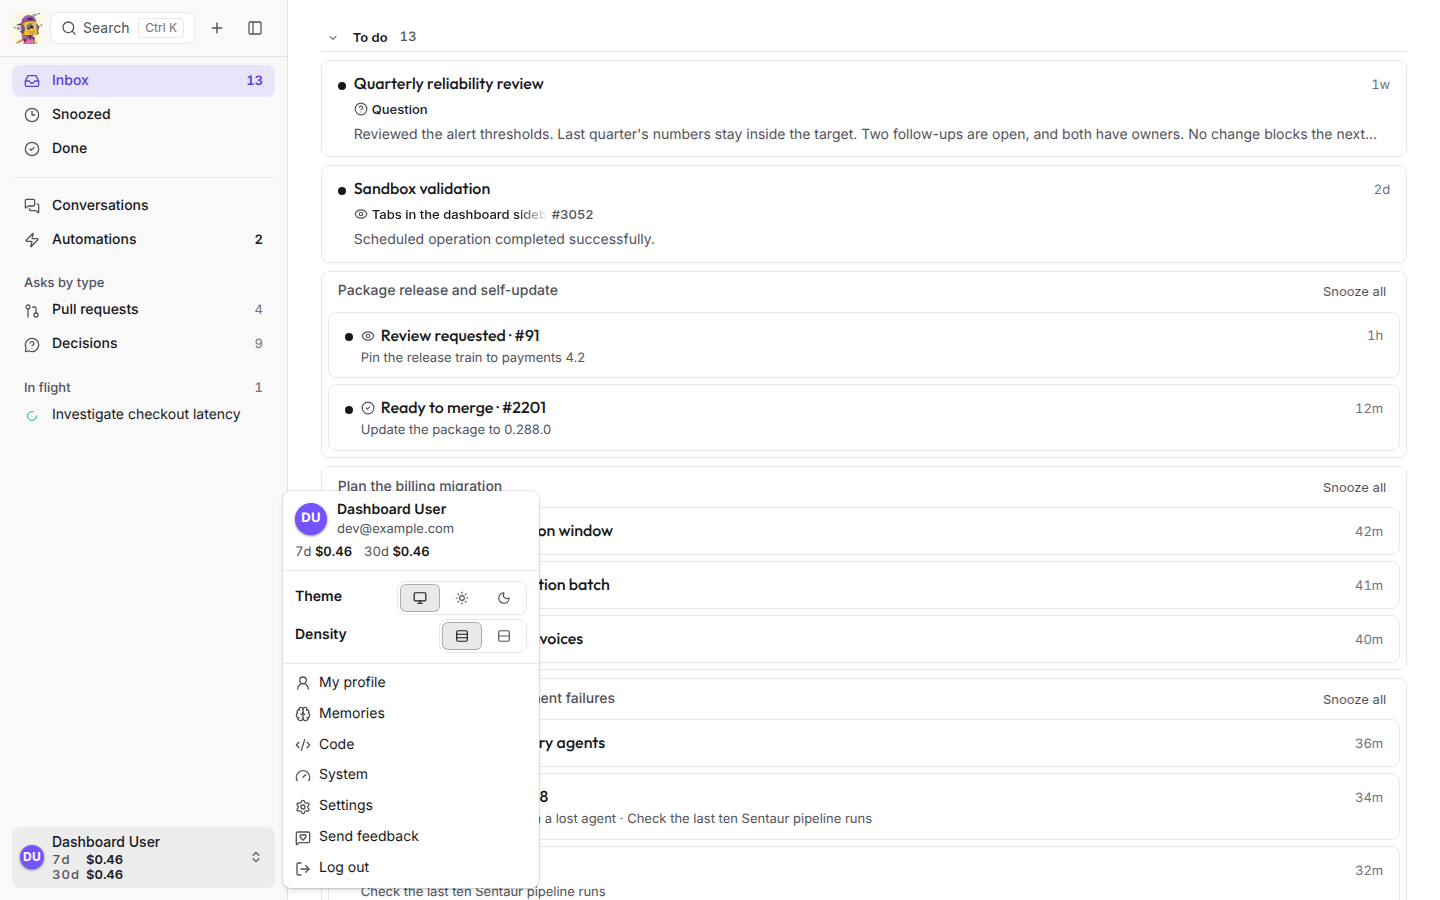 Search Ctrl K
Inbox 13
Snoozed
Done
Conversations
Automations 2
Asks by type
Pull requests 4
Decisions 9
In flight 1
Investigate checkout latency
Dashboard User
DU
7d $0.46
30d $0.46
To do 13
Quarterly reliability review 1w
Question
Reviewed the alert thresholds. Last quarter's numbers stay inside the target. Two follow-ups are open, and both have owners. No change blocks the next...
Sandbox validation 2d
Tabs in the dashboard sideb #3052
Scheduled operation completed successfully.
Package release and self-update Snooze all
Review requested · #91 1h
Pin the release train to payments 4.2
Ready to merge · #2201 12m
Update the package to 0.288.0
Plan the billing migration Snooze all
on window 42m
tion batch 41m
voices 40m
ent failures Snooze all
ry agents 36m
8 34m
a lost agent · Check the last ten Sentaur pipeline runs
32m
Check the last ten Sentaur pipeline runs
DU
Dashboard User
dev@example.com
7d $0.46 30d $0.46
Theme
Density
My profile
Memories
Code
System
Settings
Send feedback
Log out